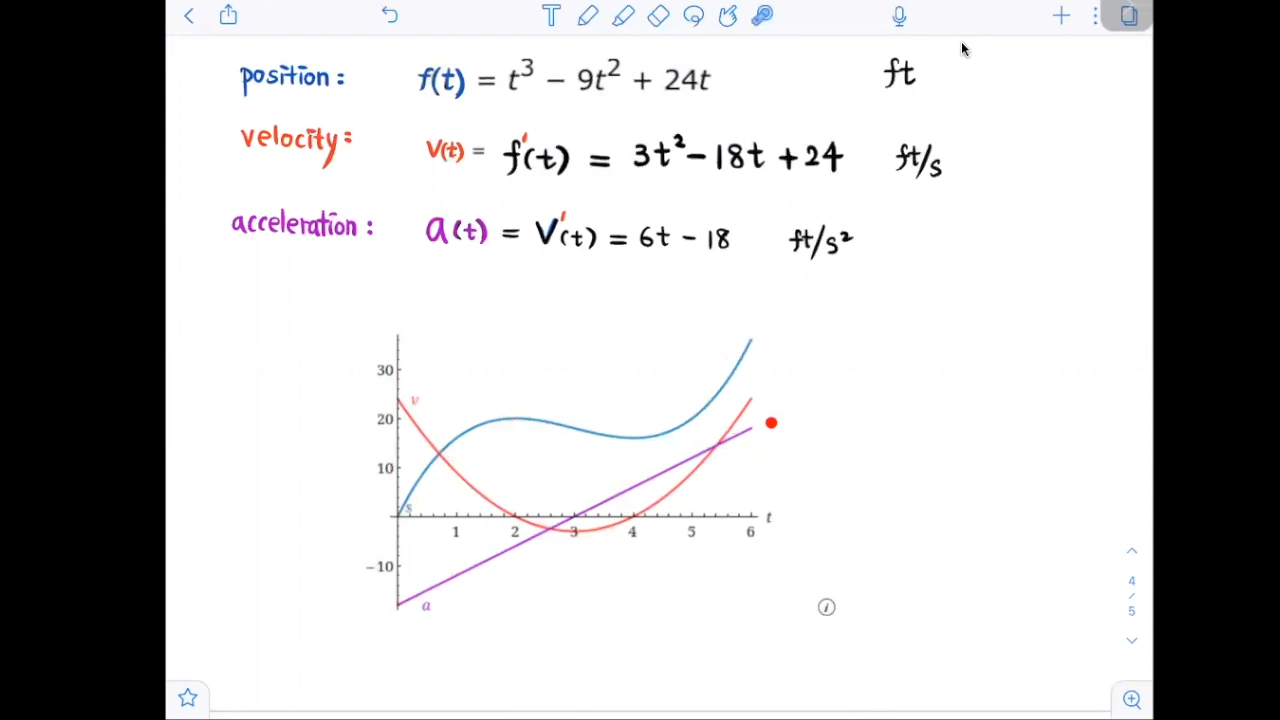 position: f(t) = t³ − 9t² + 24t ft
velocity: v(t) = f'(t) = 3t² − 18t + 24 ft/s
acceleration: a(t) = v'(t) = 6t − 18 ft/s²
30
v
20
10
s
t
1 2 3 4 5 6
−10
a
i
4
/
5